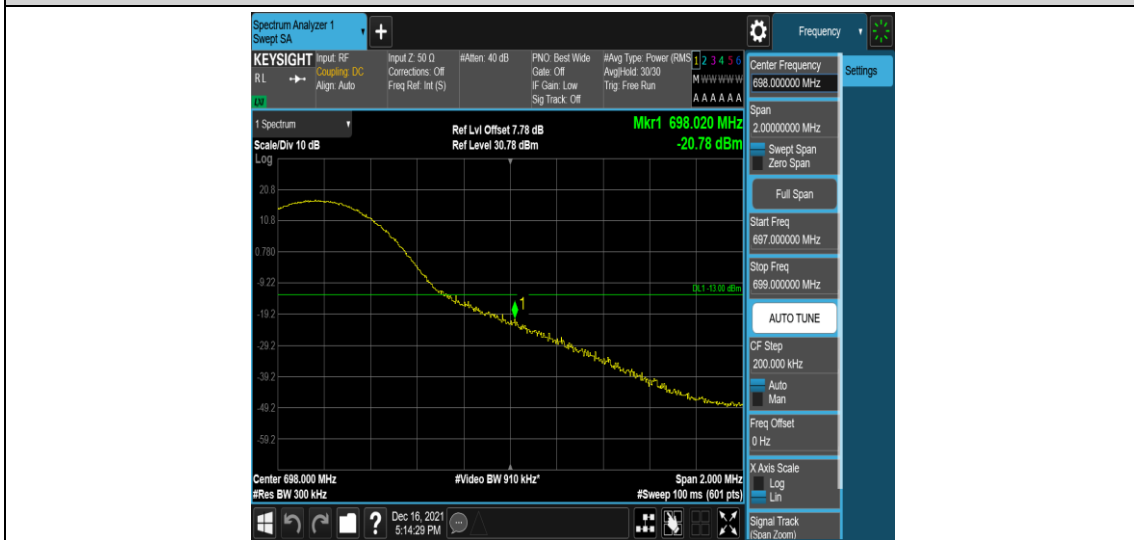 Spectrum Analyzer 1
Swept SA
+
Frequency
KEYSIGHT
RL
Input: RF
Coupling: DC
Align: Auto
Input Z: 50 Ω
Corrections: Off
Freq Ref: Int (S)
#Atten: 40 dB
PNO: Best Wide
Gate: Off
IF Gain: Low
Sig Track: Off
#Avg Type: Power (RMS
Avg|Hold: 30/30
Trig: Free Run
1 2 3 4 5 6
M W W W W W
A A A A A A
1 Spectrum
Scale/Div 10 dB
Ref Lvl Offset 7.78 dB
Ref Level 30.78 dBm
Mkr1 698.020 MHz
-20.78 dBm
Log
20.8
10.8
0.780
-9.22
-19.2
-29.2
-39.2
-49.2
-59.2
DL1 -13.00 dBm
1
Center 698.000 MHz
#Res BW 300 kHz
#Video BW 910 kHz*
Span 2.000 MHz
#Sweep 100 ms (601 pts)
Dec 16, 2021
5:14:29 PM
?
Center Frequency
698.000000 MHz
Settings
Span
2.00000000 MHz
Swept Span
Zero Span
Full Span
Start Freq
697.000000 MHz
Stop Freq
699.000000 MHz
AUTO TUNE
CF Step
200.000 kHz
Auto
Man
Freq Offset
0 Hz
X Axis Scale
Log
Lin
Signal Track
(Span Zoom)